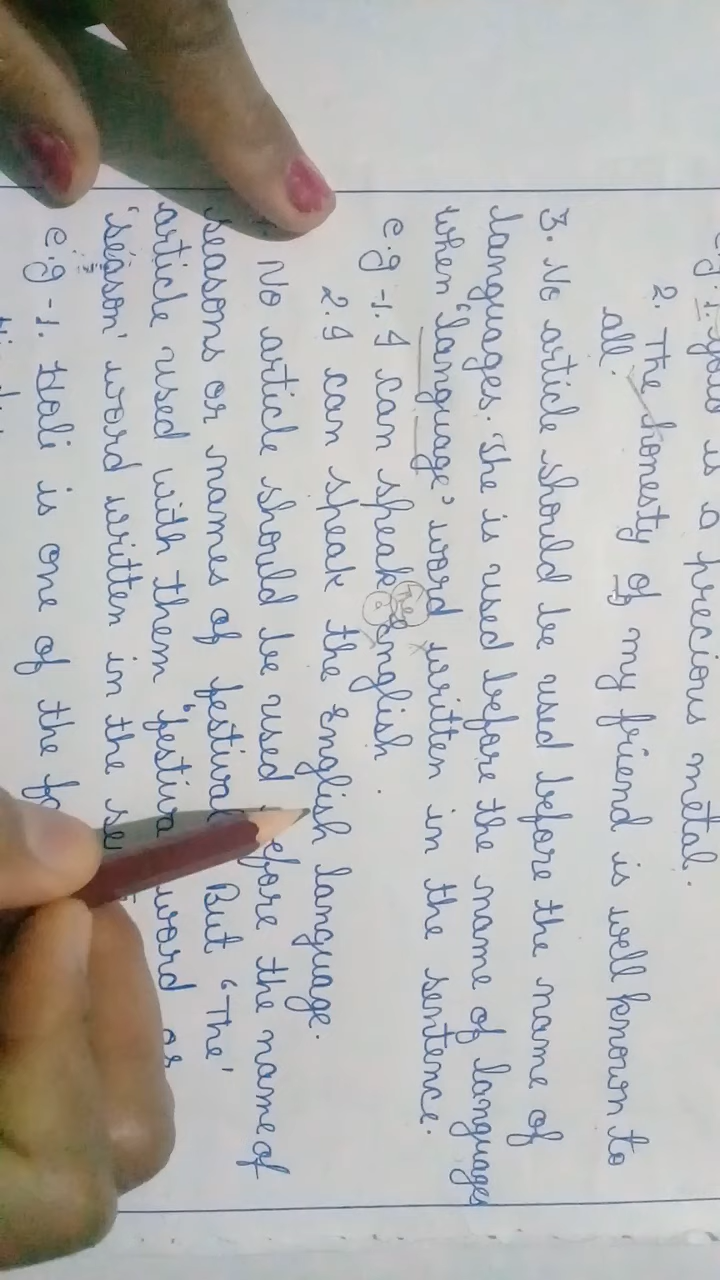 e.g 1. Gold is a precious metal.
2. The honesty of my friend is well known to
all.
3. No article should be used before the name of
languages. The is used before the name of languages
when 'language' word written in the sentence.
The
e.g - 1. I can speak English.
2. I can speak the English language.
No article should be used before the name of
seasons or names of festival But 'The'
article used with them 'festival word or
'season' word written in the
e.g - 1. Holi is one of the